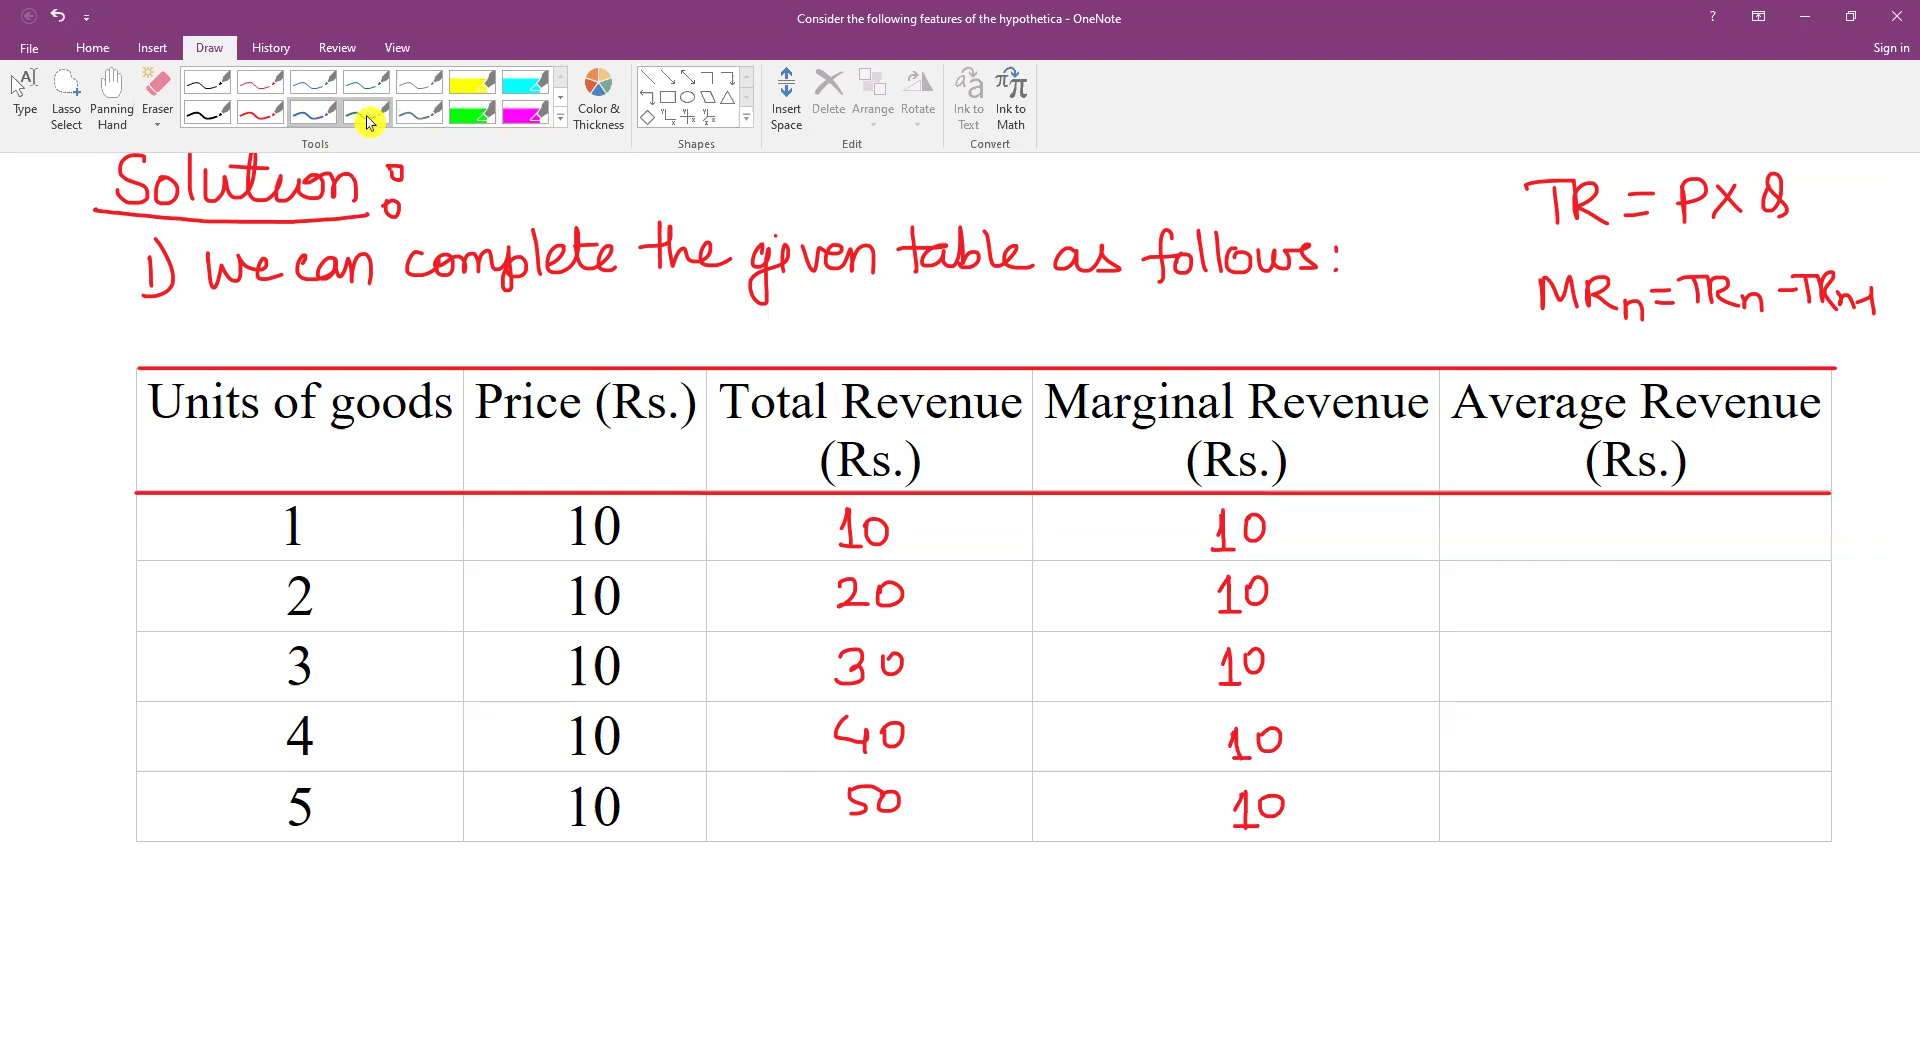 Consider the following features of the hypothetica - OneNote
?
File Home Insert Draw History Review View Sign in
Type Lasso Select Panning Hand Eraser Color & Thickness Insert Space Delete Arrange Rotate Ink to Text Ink to Math
Tools Shapes Edit Convert
Solution :
TR = P X Q
1) We can complete the given table as follows :
MRn = TRn - TRn-1
Units of goods Price (Rs.) Total Revenue (Rs.) Marginal Revenue (Rs.) Average Revenue (Rs.)
1 10 10 10
2 10 20 10
3 10 30 10
4 10 40 10
5 10 50 10